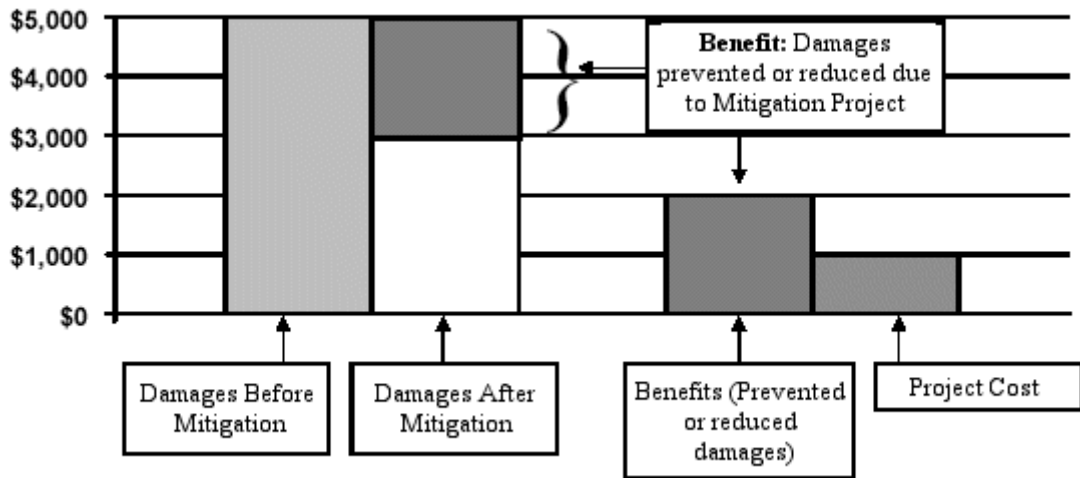 $5,000
$4,000
$3,000
$2,000
$1,000
$0
Benefit: Damages
prevented or reduced due
to Mitigation Project
Damages Before
Mitigation
Damages After
Mitigation
Benefits (Prevented
or reduced
damages)
Project Cost